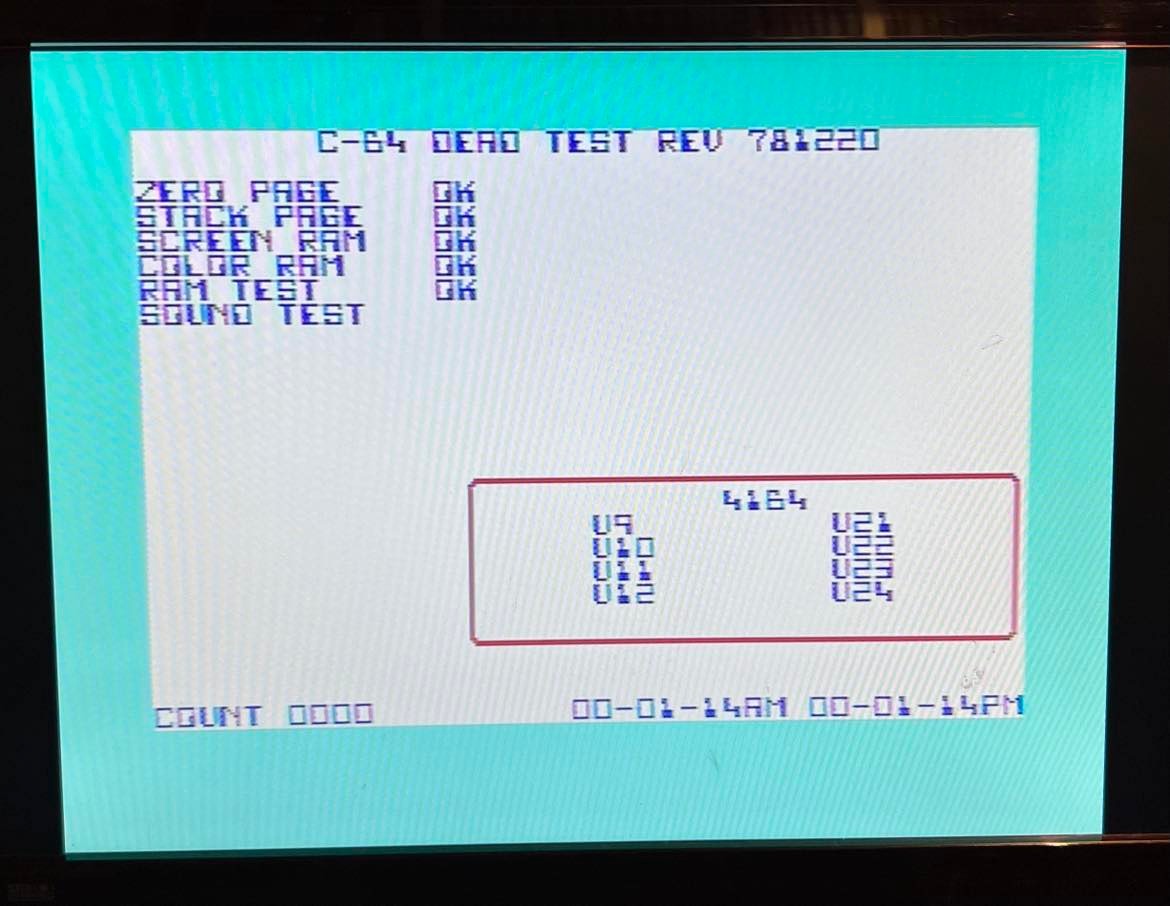 C-64 DEAD TEST REV 781220
ZERO PAGE OK
STACK PAGE OK
SCREEN RAM OK
COLOR RAM OK
RAM TEST OK
SOUND TEST
4164
U9 U21
U10 U22
U11 U23
U12 U24
COUNT 0000 00-01-14AM 00-01-14PM